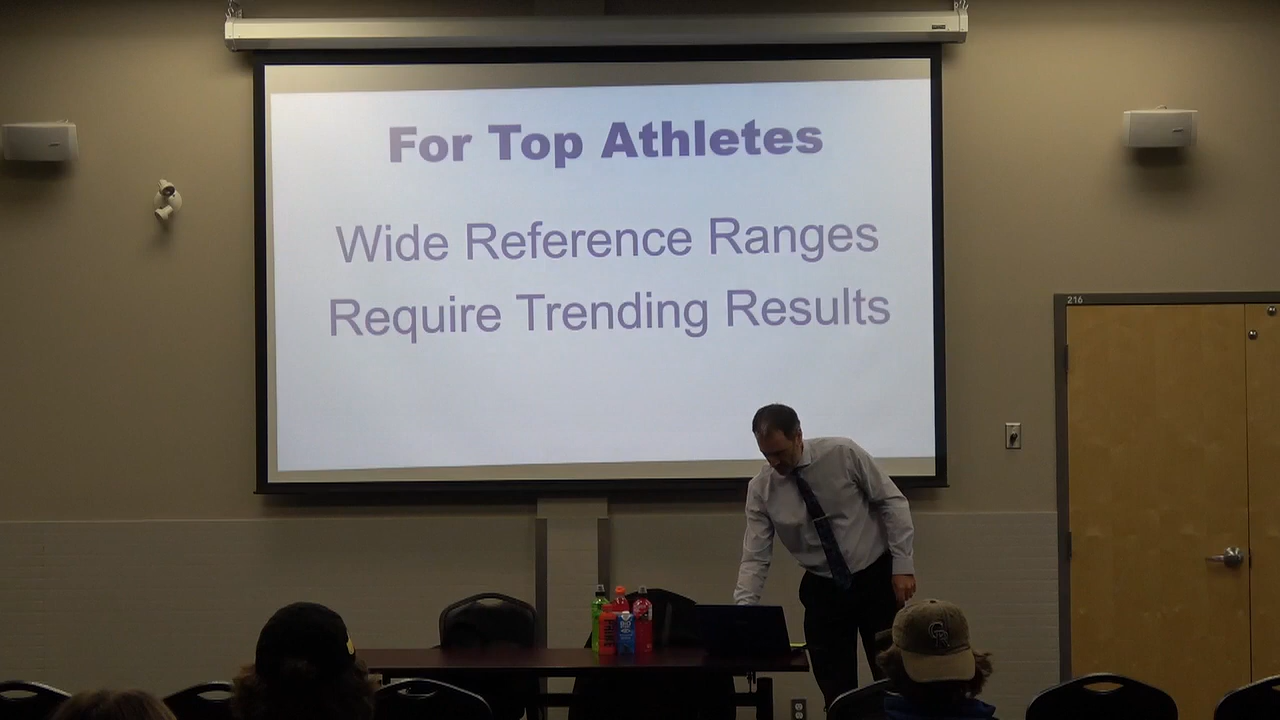 For Top Athletes
Wide Reference Ranges
Require Trending Results
216